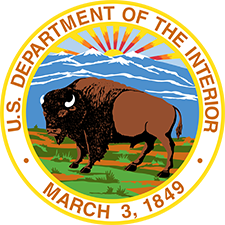 U.S. DEPARTMENT OF THE INTERIOR
MARCH 3, 1849